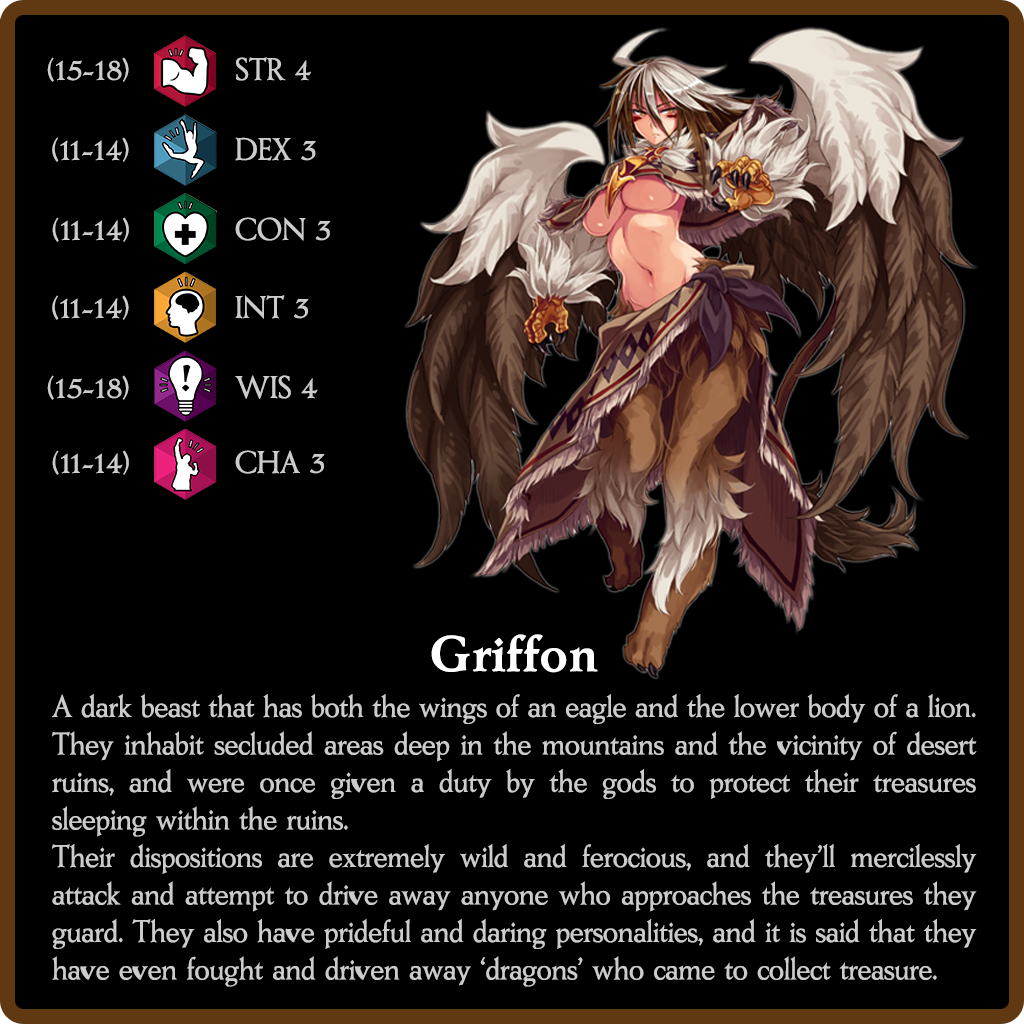 (15-18) STR 4
(11-14) DEX 3
(11-14) CON 3
(11-14) INT 3
(15-18) WIS 4
(11-14) CHA 3
Griffon
A dark beast that has both the wings of an eagle and the lower body of a lion.
They inhabit secluded areas deep in the mountains and the vicinity of desert
ruins, and were once given a duty by the gods to protect their treasures
sleeping within the ruins.
Their dispositions are extremely wild and ferocious, and they’ll mercilessly
attack and attempt to drive away anyone who approaches the treasures they
guard. They also have prideful and daring personalities, and it is said that they
have even fought and driven away ‘dragons’ who came to collect treasure.